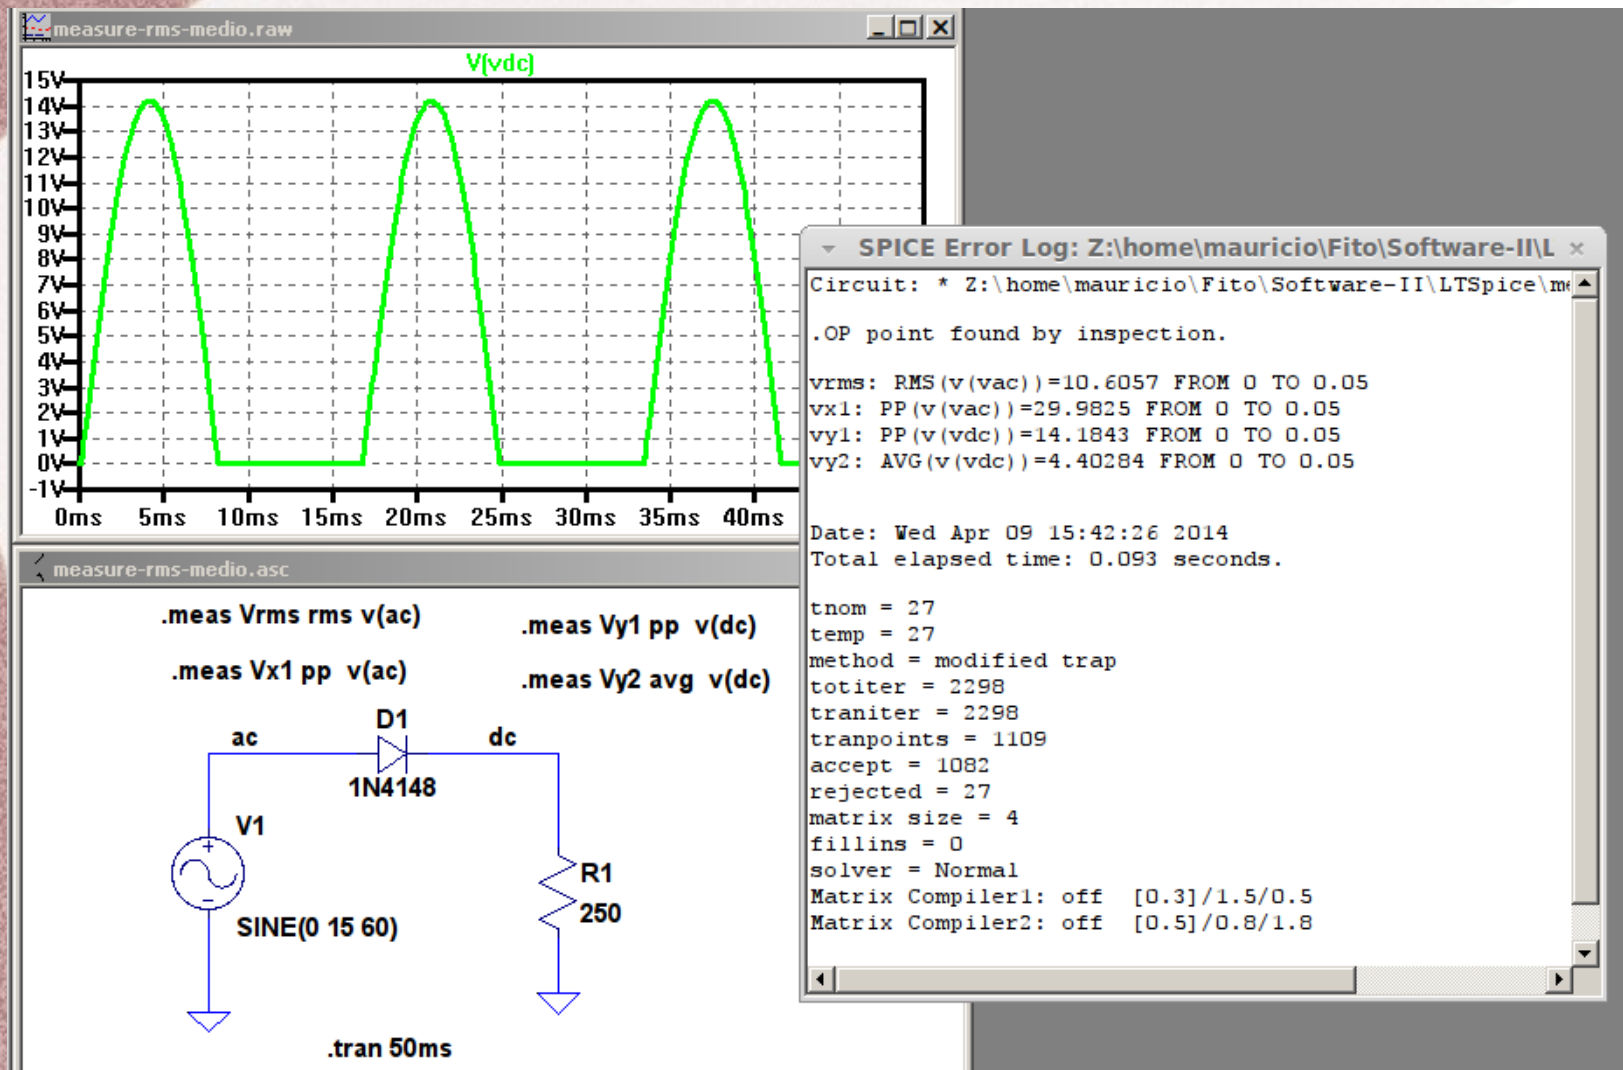 measure-rms-medio.raw
V(vdc)
15V
14V
13V
12V
11V
10V
9V
8V
7V
6V
5V
4V
3V
2V
1V
0V
-1V
0ms 5ms 10ms 15ms 20ms 25ms 30ms 35ms 40ms
measure-rms-medio.asc
.meas Vrms rms v(ac)
.meas Vy1 pp v(dc)
.meas Vx1 pp v(ac)
.meas Vy2 avg v(dc)
D1
ac
dc
1N4148
V1
R1
250
SINE(0 15 60)
.tran 50ms
SPICE Error Log: Z:\home\mauricio\Fito\Software-II\L
Circuit: * Z:\home\mauricio\Fito\Software-II\LTSpice\me
.OP point found by inspection.
vrms: RMS(v(vac))=10.6057 FROM 0 TO 0.05
vx1: PP(v(vac))=29.9825 FROM 0 TO 0.05
vy1: PP(v(vdc))=14.1843 FROM 0 TO 0.05
vy2: AVG(v(vdc))=4.40284 FROM 0 TO 0.05
Date: Wed Apr 09 15:42:26 2014
Total elapsed time: 0.093 seconds.
tnom = 27
temp = 27
method = modified trap
totiter = 2298
traniter = 2298
tranpoints = 1109
accept = 1082
rejected = 27
matrix size = 4
fillins = 0
solver = Normal
Matrix Compiler1: off [0.3]/1.5/0.5
Matrix Compiler2: off [0.5]/0.8/1.8